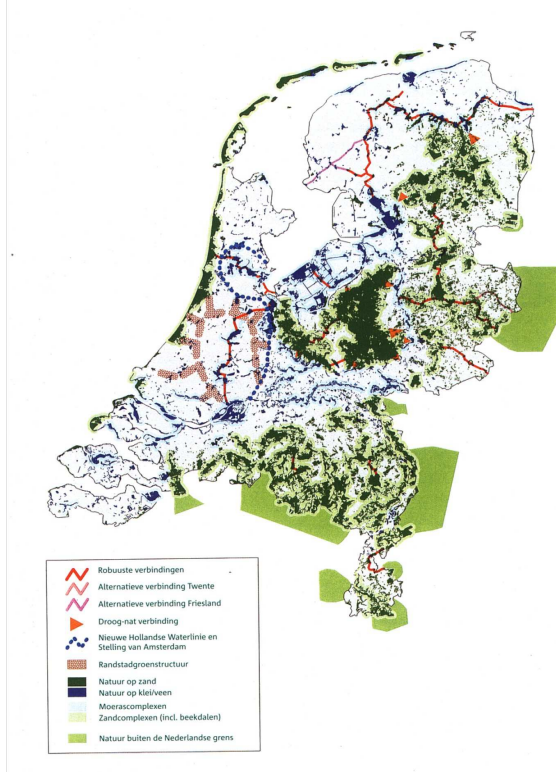 Robuuste verbindingen
Alternatieve verbinding Twente
Alternatieve verbinding Friesland
Droog-nat verbinding
Nieuwe Hollandse Waterlinie en
Stelling van Amsterdam
Randstadgroenstructuur
Natuur op zand
Natuur op klei/veen
Moerascomplexen
Zandcomplexen (incl. beekdalen)
Natuur buiten de Nederlandse grens